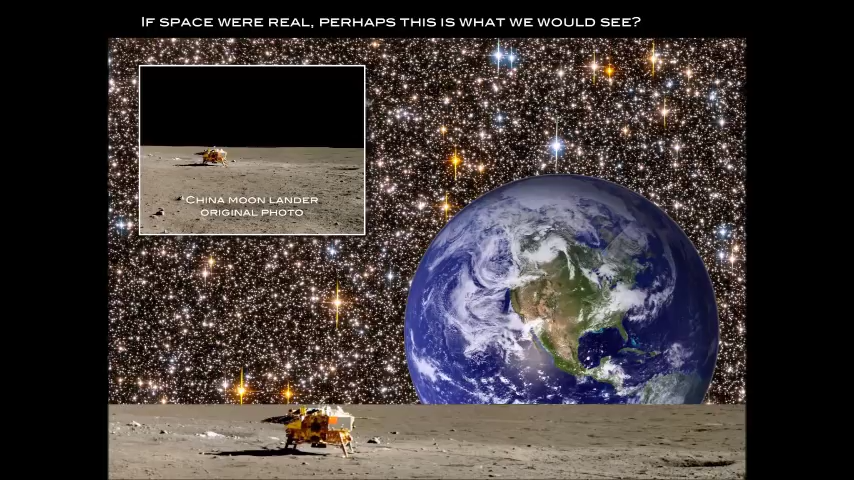 If space were real, perhaps this is what we would see?
*China moon lander
original photo